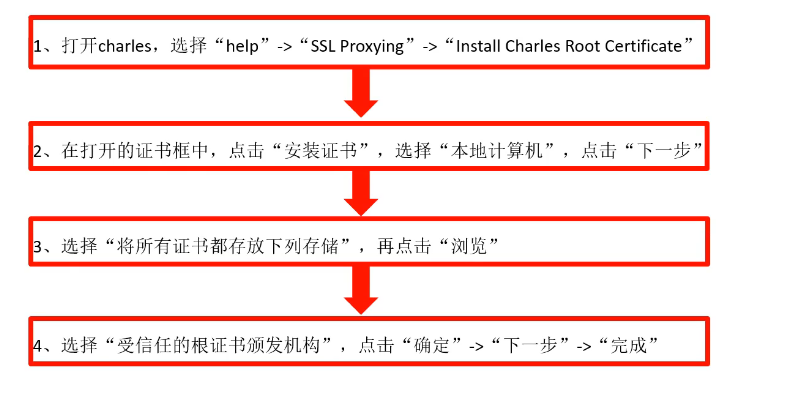 1、打开charles，选择“help”->“SSL Proxying”->“Install Charles Root Certificate”
2、在打开的证书框中，点击“安装证书”，选择“本地计算机”，点击“下一步”
3、选择“将所有证书都存放下列存储”，再点击“浏览”
4、选择“受信任的根证书颁发机构”，点击“确定”->“下一步”->“完成”